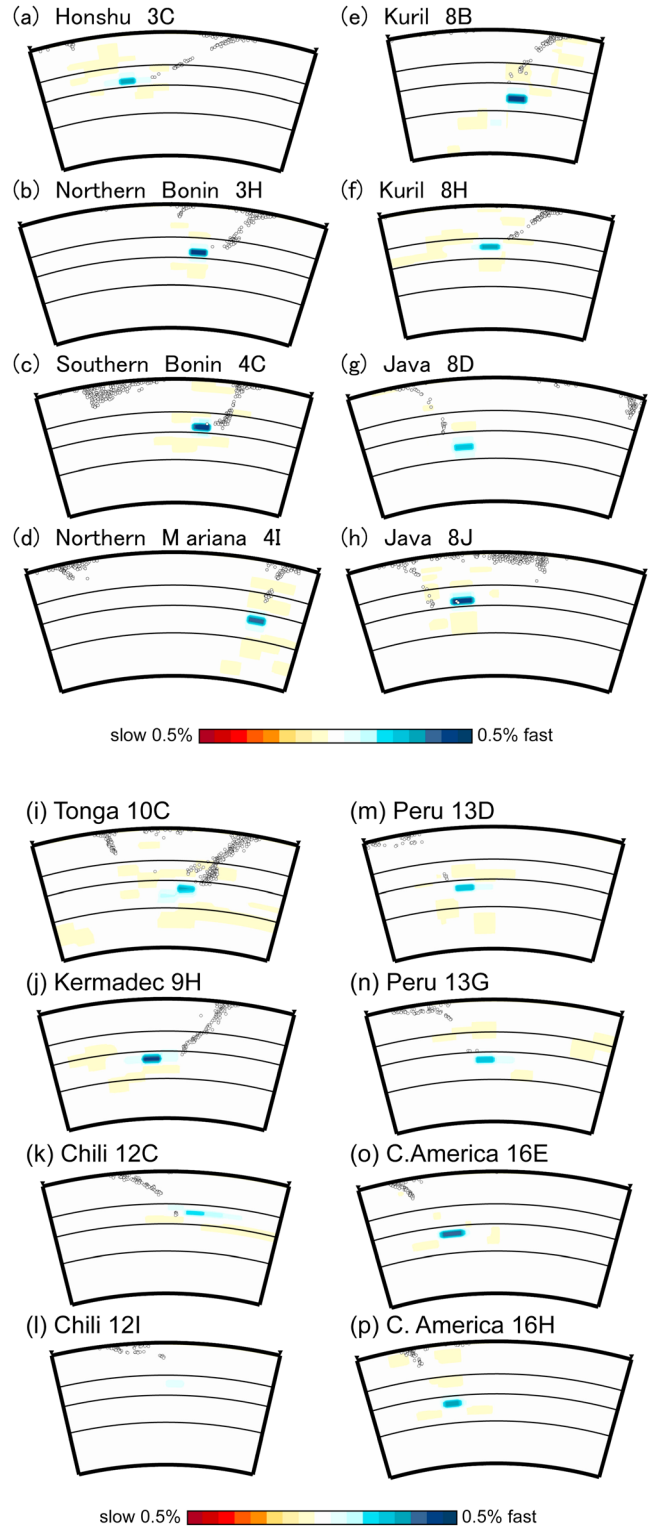 (a) Honshu 3C
(e) Kuril 8B
(b) Northern Bonin 3H
(f) Kuril 8H
(c) Southern Bonin 4C
(g) Java 8D
(d) Northern M ariana 4I
(h) Java 8J
slow 0.5% 0.5% fast
(i) Tonga 10C
(m) Peru 13D
(j) Kermadec 9H
(n) Peru 13G
(k) Chili 12C
(o) C.America 16E
(l) Chili 12I
(p) C. America 16H
slow 0.5% 0.5% fast